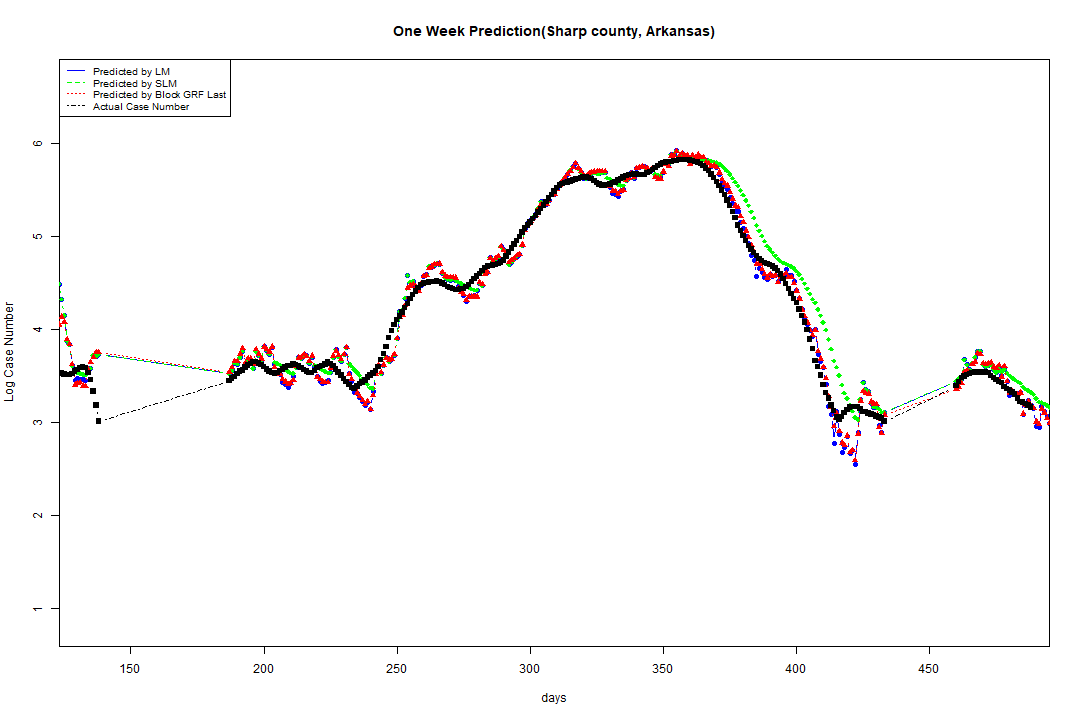 One Week Prediction(Sharp county, Arkansas)
Predicted by LM
Predicted by SLM
Predicted by Block GRF Last
Actual Case Number
6
5
4
3
2
1
Log Case Number
150 200 250 300 350 400 450
days